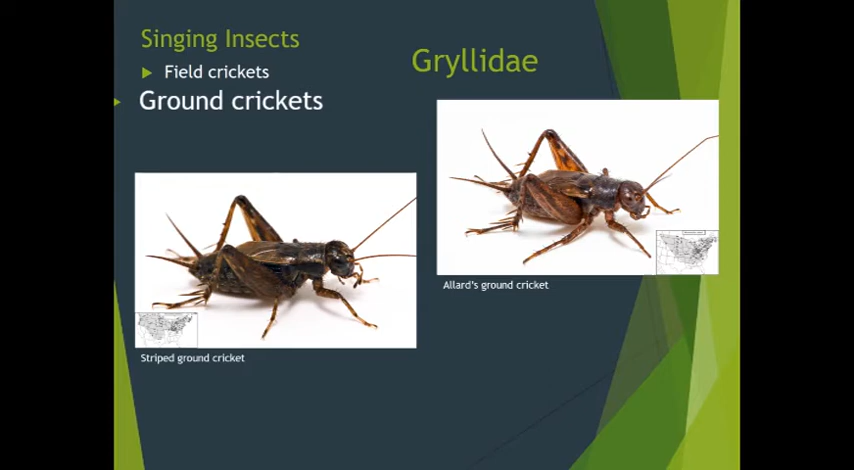 Singing Insects
Gryllidae
Field crickets
Ground crickets
Allard's ground cricket
Striped ground cricket